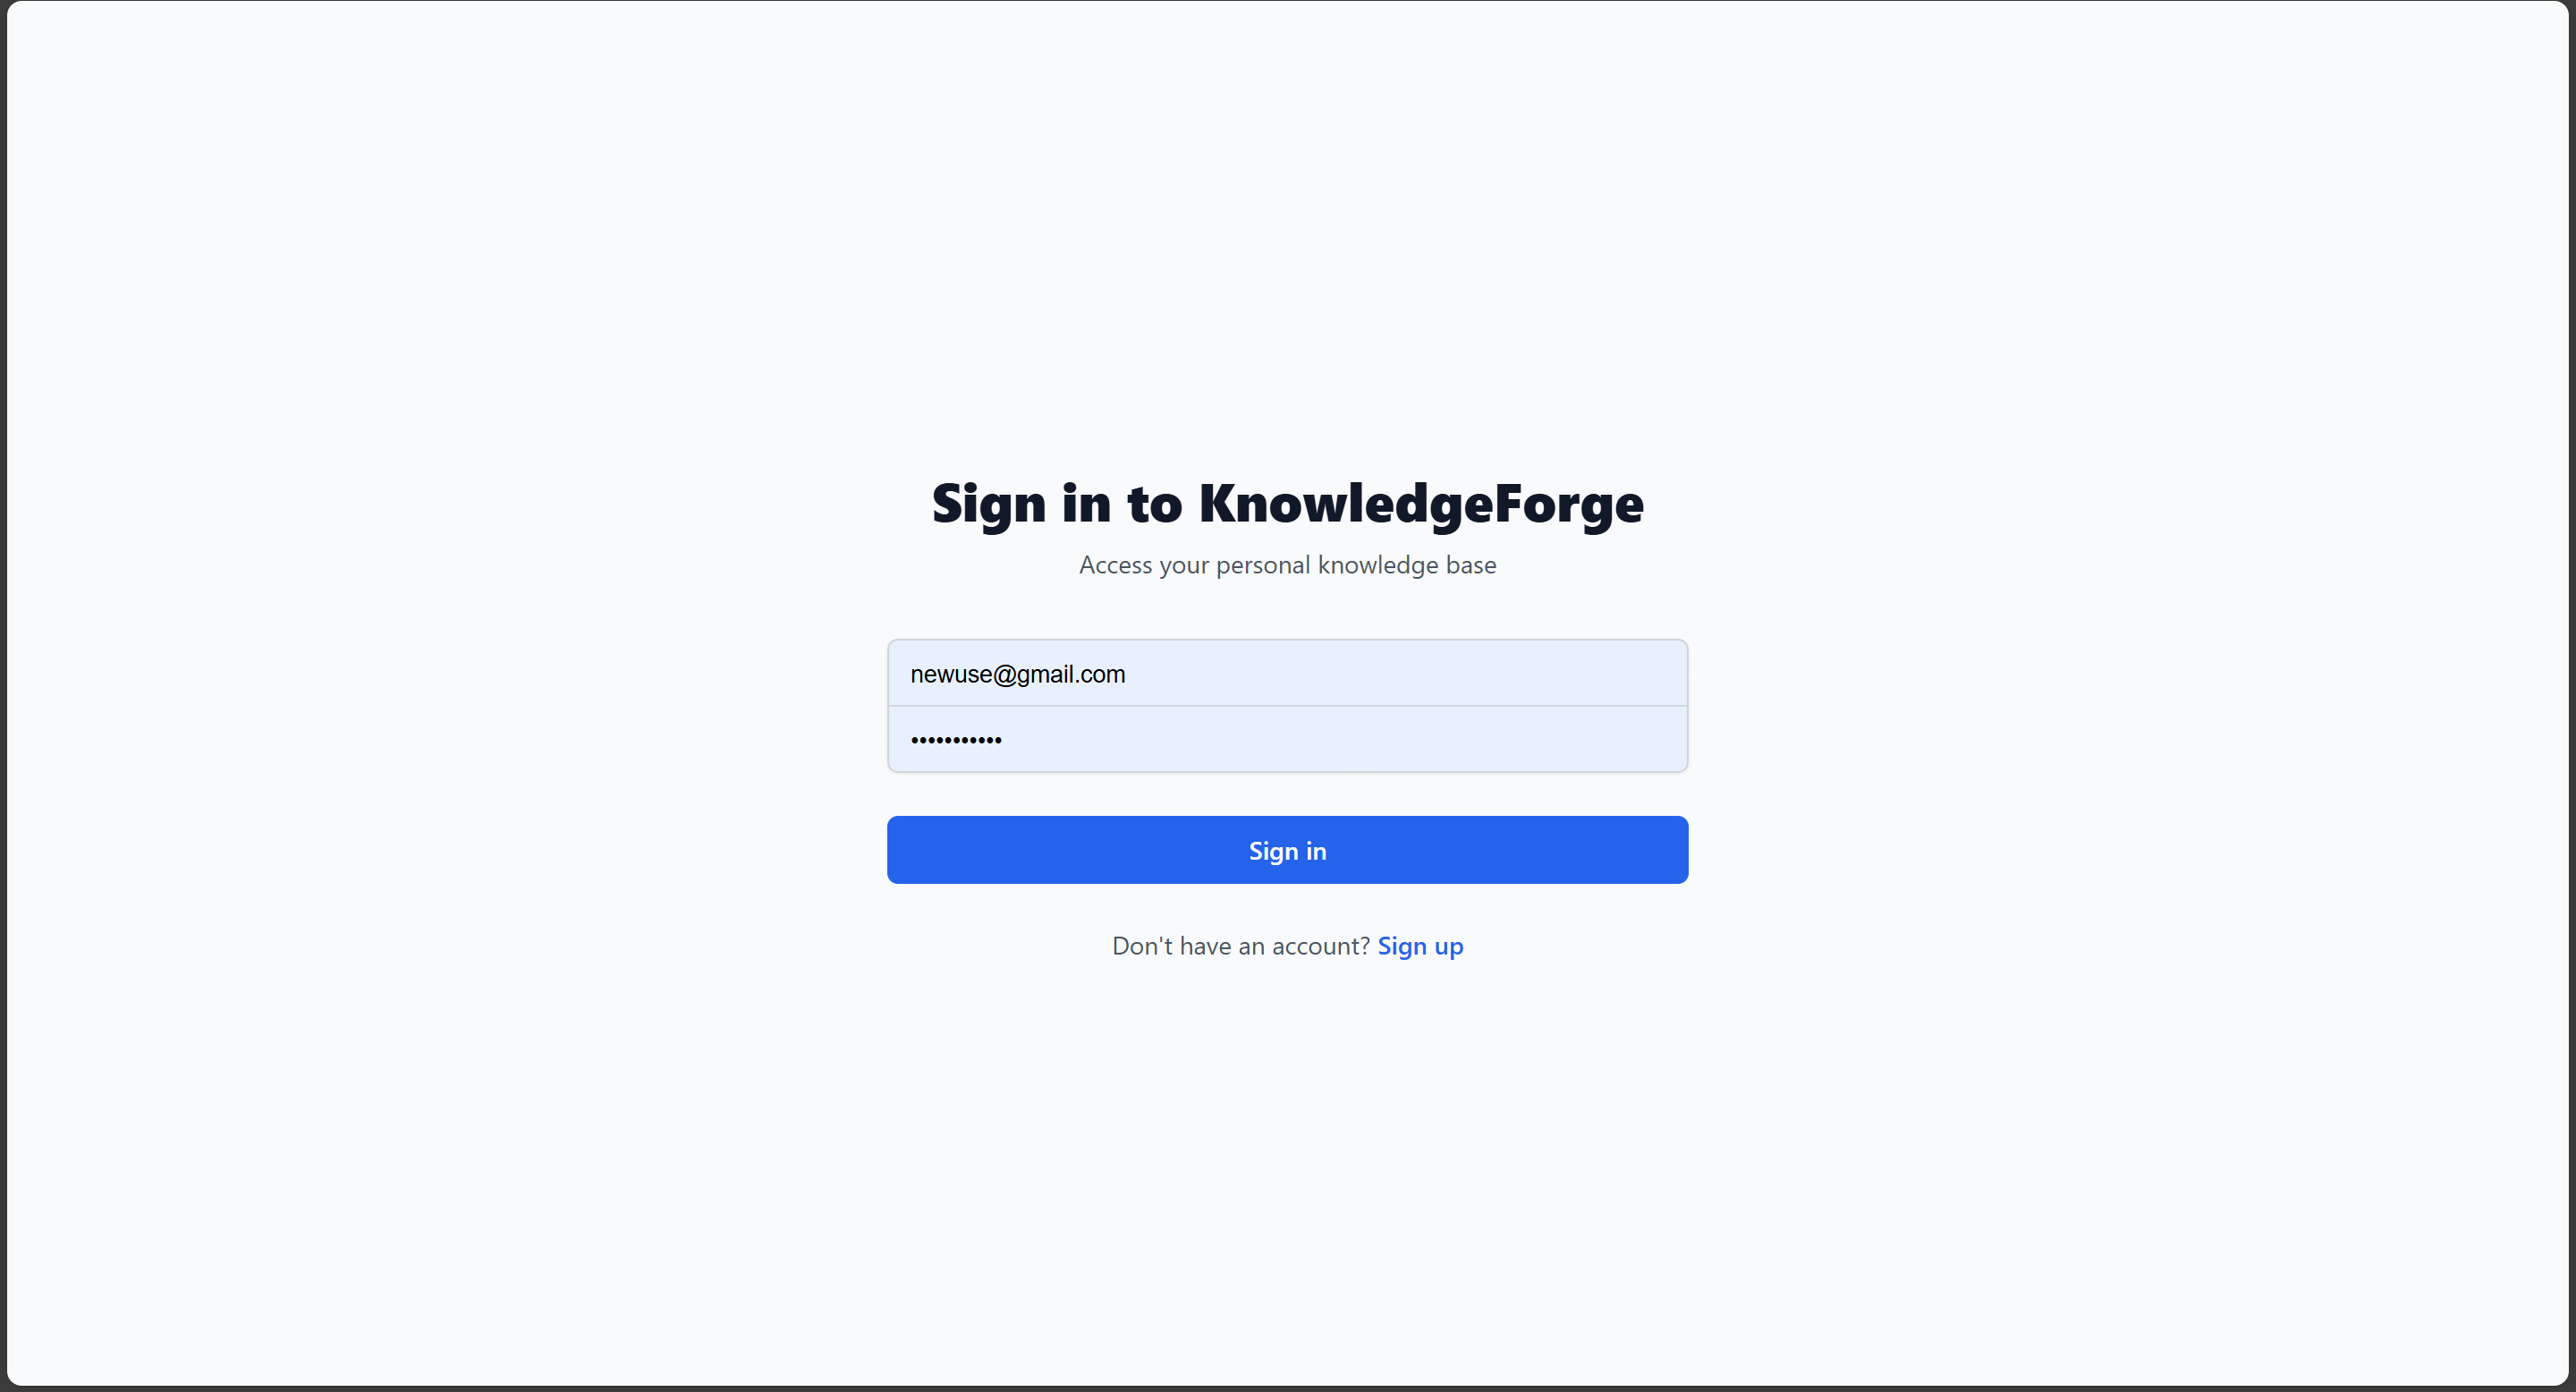 Sign in to KnowledgeForge
Access your personal knowledge base
newuse@gmail.com
•••••••••••
Sign in
Don't have an account? Sign up